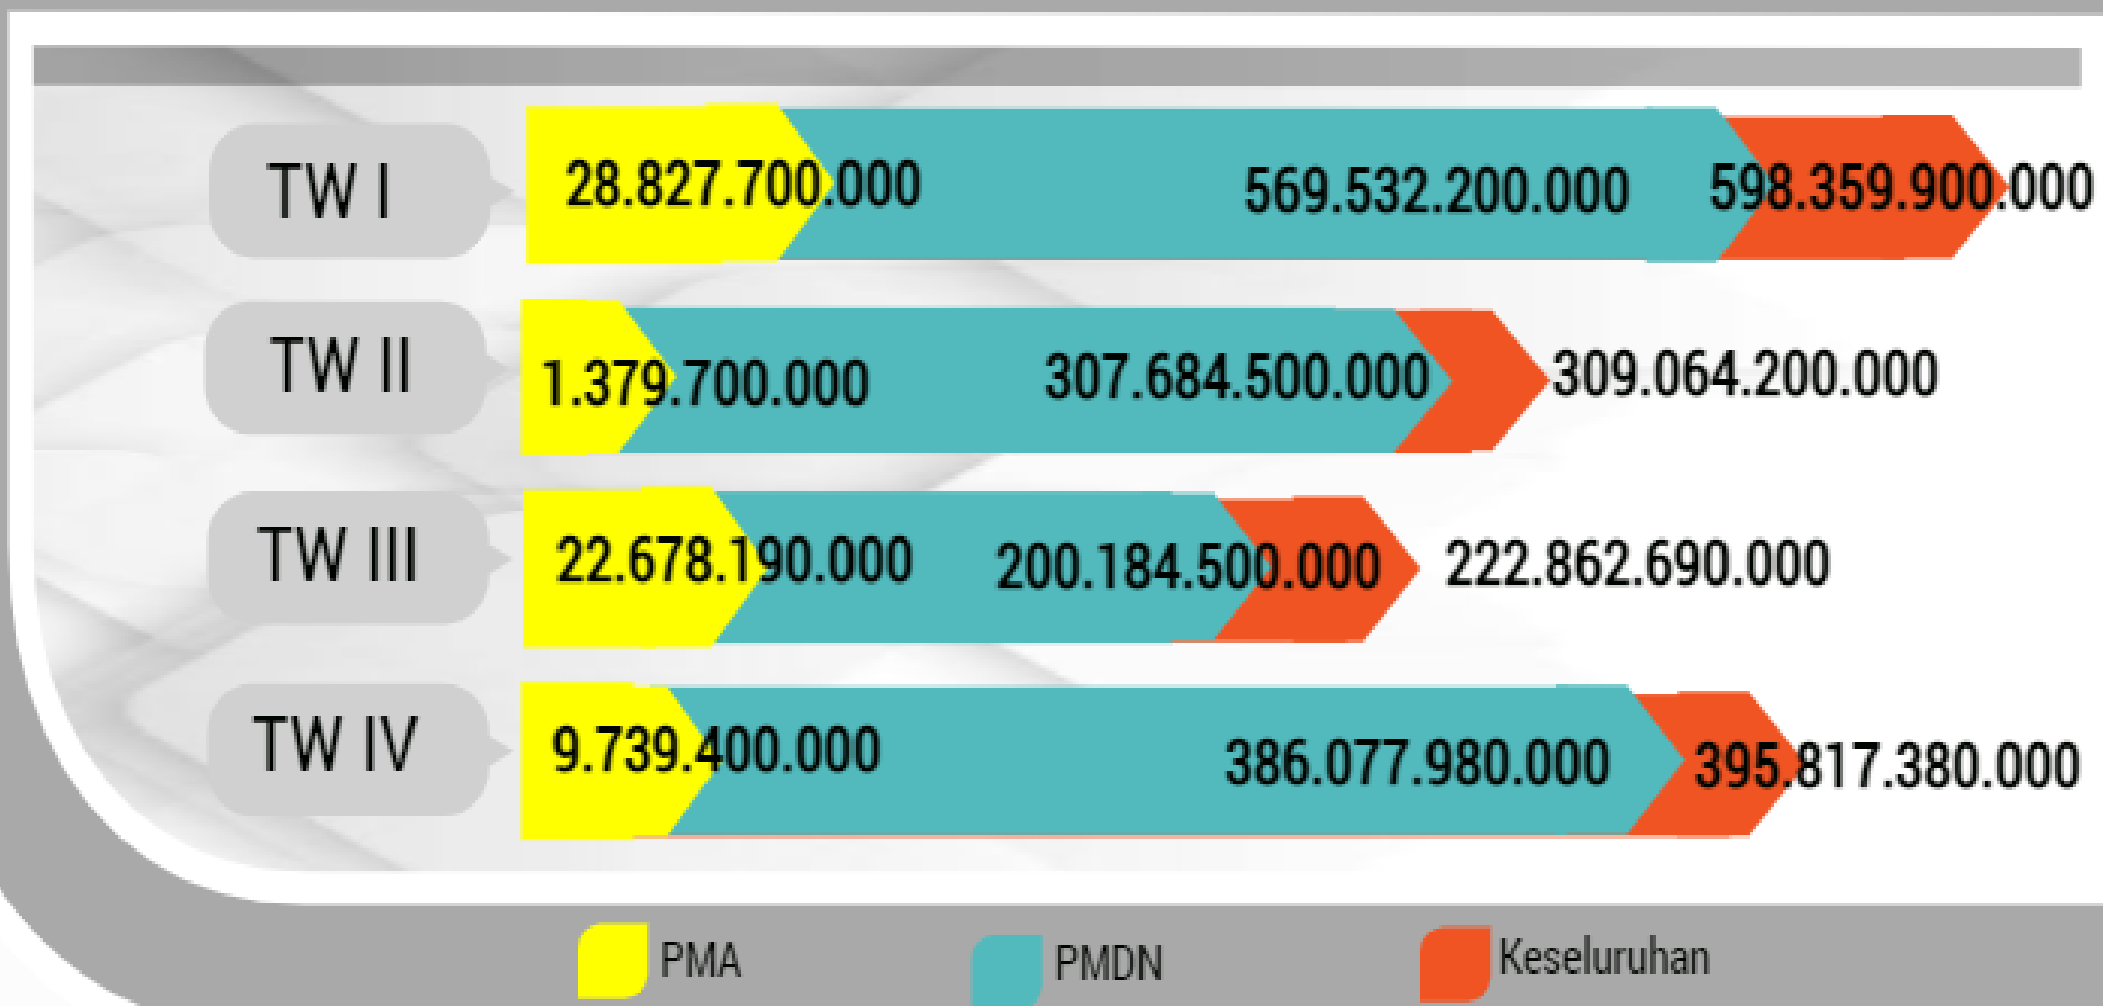 TW I 28.827.700.000 569.532.200.000 598.359.900.000
TW II 1.379.700.000 307.684.500.000 309.064.200.000
TW III 22.678.190.000 200.184.500.000 222.862.690.000
TW IV 9.739.400.000 386.077.980.000 395.817.380.000
PMA PMDN Keseluruhan